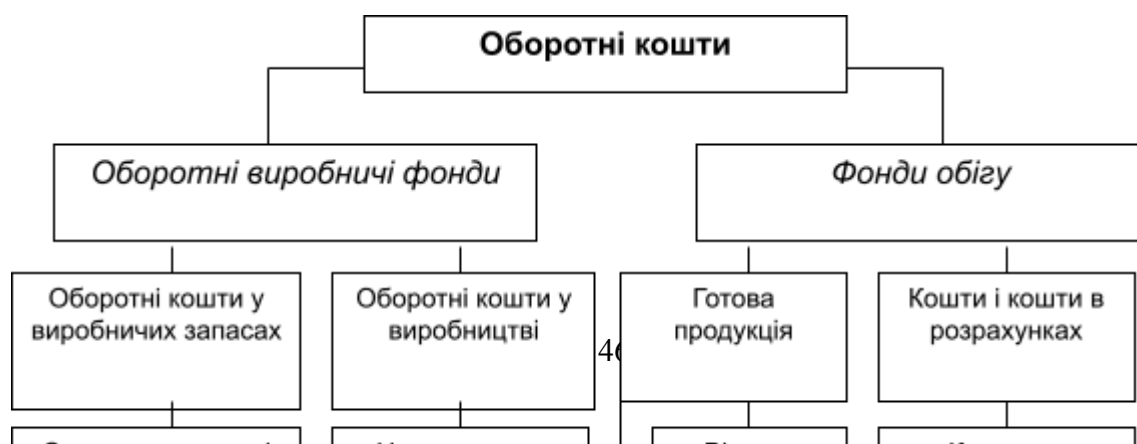 Оборотні кошти
Оборотні виробничі фонди
Фонди обігу
Оборотні кошти у
виробничих запасах
Оборотні кошти у
виробництві
Готова
продукція
Кошти і кошти в
розрахунках
46